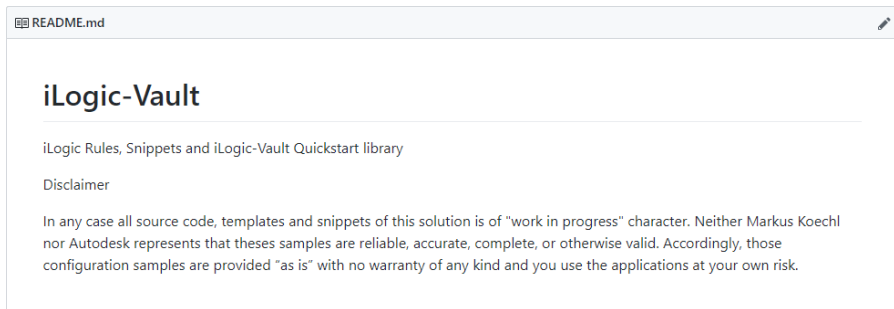 README.md
iLogic-Vault
iLogic Rules, Snippets and iLogic-Vault Quickstart library
Disclaimer
In any case all source code, templates and snippets of this solution is of "work in progress" character. Neither Markus Koechl
nor Autodesk represents that theses samples are reliable, accurate, complete, or otherwise valid. Accordingly, those
configuration samples are provided “as is” with no warranty of any kind and you use the applications at your own risk.